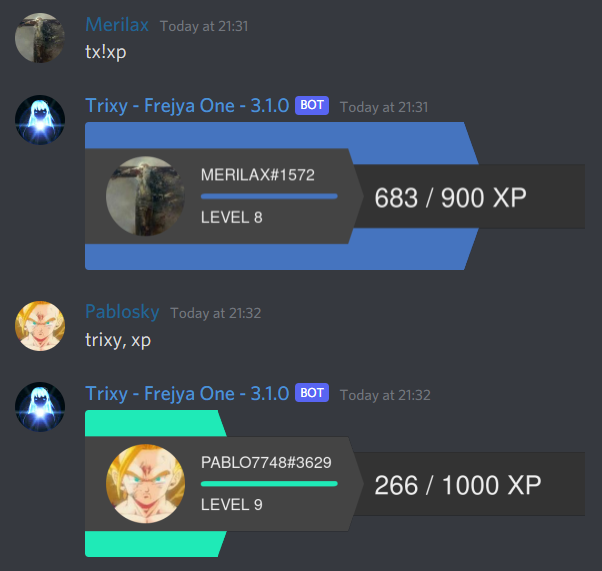 Merilax Today at 21:31
tx!xp
Trixy - Frejya One - 3.1.0 BOT Today at 21:31
MERILAX#1572
683 / 900 XP
LEVEL 8
Pablosky Today at 21:32
trixy, xp
Trixy - Frejya One - 3.1.0 BOT Today at 21:32
PABLO7748#3629
266 / 1000 XP
LEVEL 9